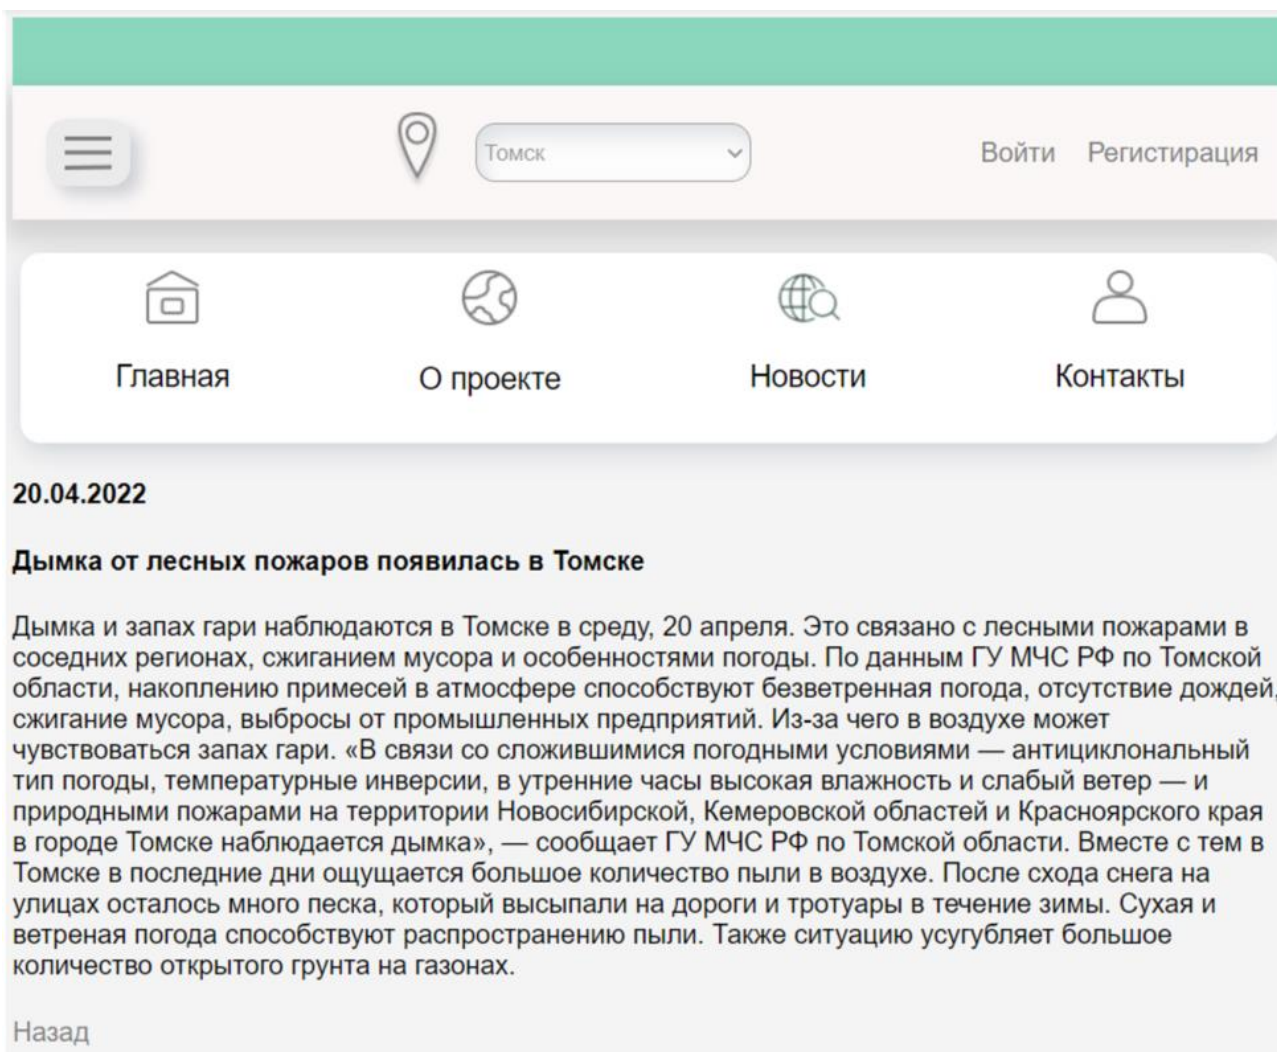 Томск
Войти Регистирация
Главная О проекте Новости Контакты
20.04.2022
Дымка от лесных пожаров появилась в Томске
Дымка и запах гари наблюдаются в Томске в среду, 20 апреля. Это связано с лесными пожарами в
соседних регионах, сжиганием мусора и особенностями погоды. По данным ГУ МЧС РФ по Томской
области, накоплению примесей в атмосфере способствуют безветренная погода, отсутствие дождей,
сжигание мусора, выбросы от промышленных предприятий. Из-за чего в воздухе может
чувствоваться запах гари. «В связи со сложившимися погодными условиями — антициклональный
тип погоды, температурные инверсии, в утренние часы высокая влажность и слабый ветер — и
природными пожарами на территории Новосибирской, Кемеровской областей и Красноярского края
в городе Томске наблюдается дымка», — сообщает ГУ МЧС РФ по Томской области. Вместе с тем в
Томске в последние дни ощущается большое количество пыли в воздухе. После схода снега на
улицах осталось много песка, который высыпали на дороги и тротуары в течение зимы. Сухая и
ветреная погода способствуют распространению пыли. Также ситуацию усугубляет большое
количество открытого грунта на газонах.
Назад